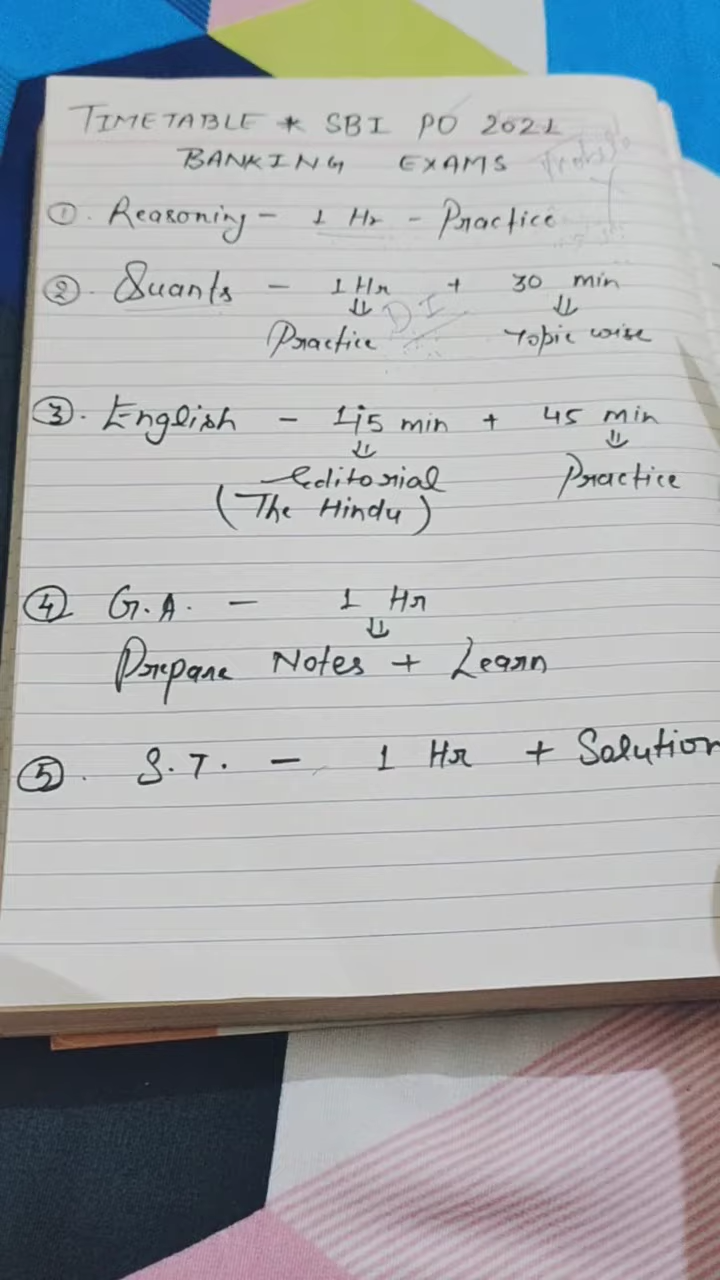 TIMETABLE * SBI PO 2021
BANKING EXAMS
①. Reasoning - 1 Hr - Practice
②. Quants - 1 Hr + 30 min
⇓ DI ⇓
Practice Topic wise
③. English - 15 min + 45 min
⇓ ⇓
Editorial Practice
(The Hindu)
④ G.A. - 1 Hr
⇓
Prepare Notes + Learn
⑤. S.T. - 1 Hr + Solution